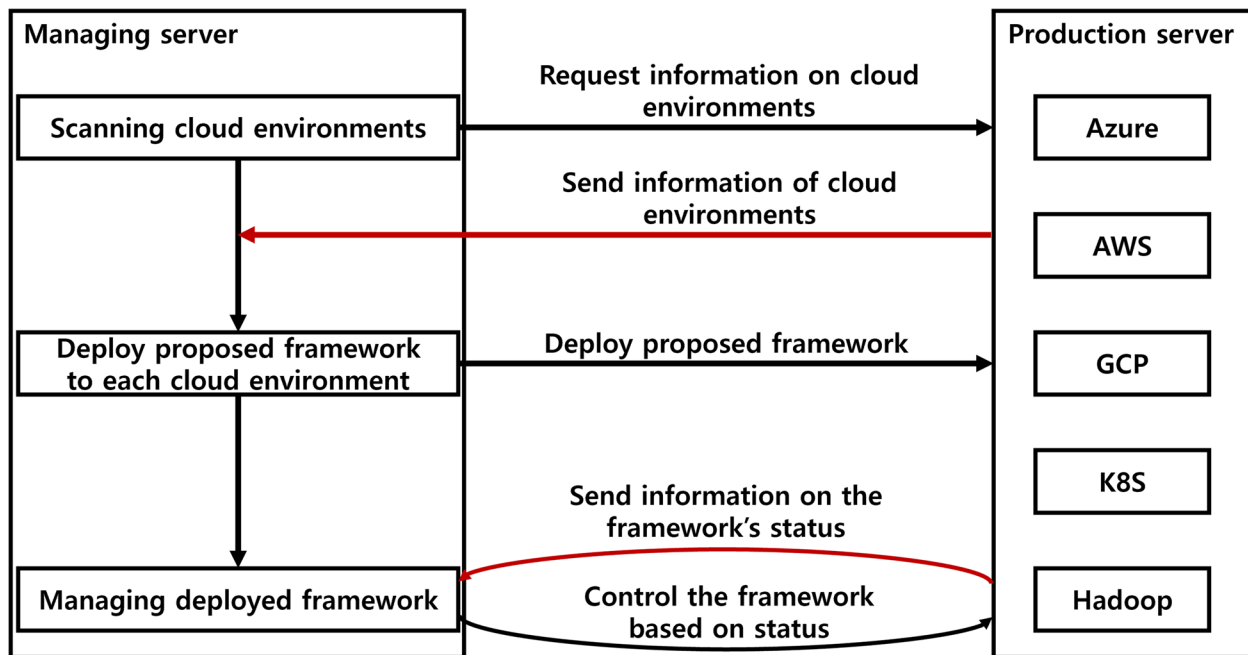 Managing server
Production server
Request information on cloud
environments
Scanning cloud environments
Azure
Send information of cloud
environments
AWS
Deploy proposed framework
to each cloud environment
Deploy proposed framework
GCP
K8S
Send information on the
framework’s status
Managing deployed framework
Control the framework
based on status
Hadoop